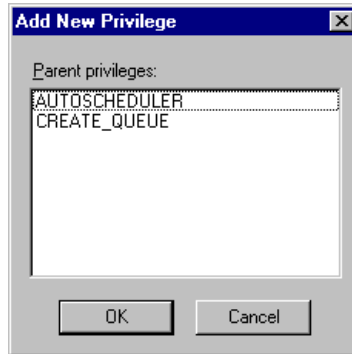 Add New Privilege
Parent privileges:
AUTOSCHEDULER
CREATE_QUEUE
OK
Cancel